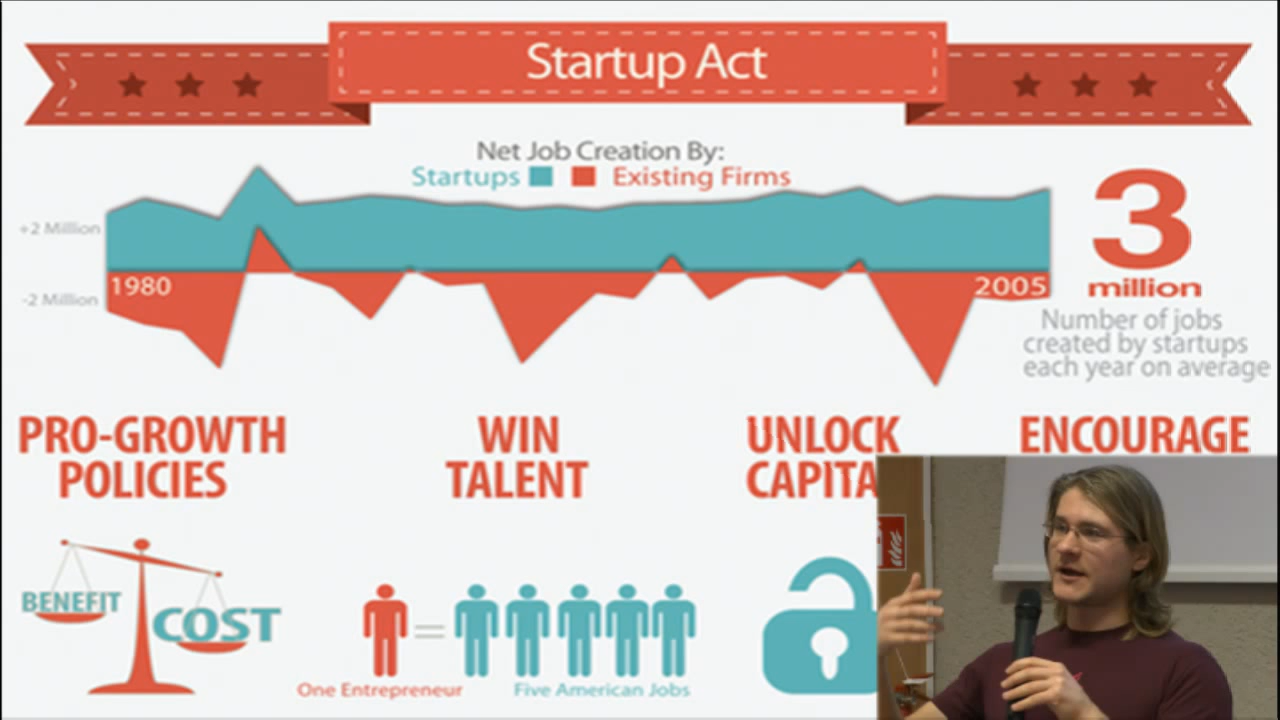 Startup Act
Net Job Creation By:
Startups Existing Firms
+2 Million
-2 Million
1980
2005
3
million
Number of jobs
created by startups
each year on average
PRO-GROWTH
POLICIES
WIN
TALENT
UNLOCK
CAPITA
ENCOURAGE
BENEFIT
COST
=
One Entrepreneur
Five American Jobs